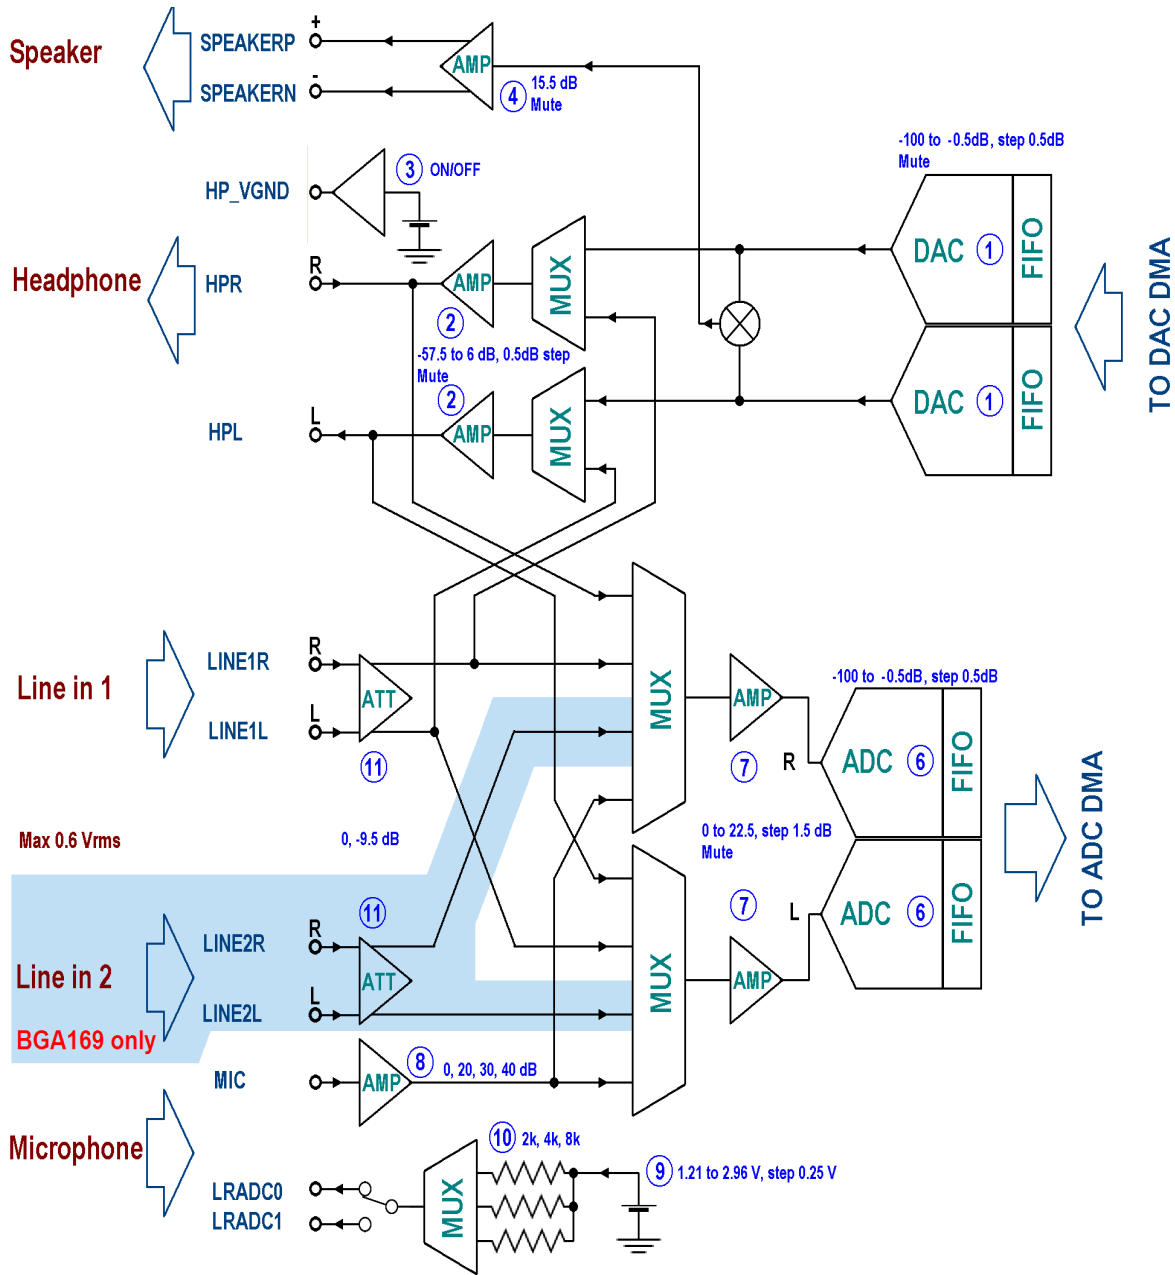 +
Speaker
SPEAKERP
AMP
-
SPEAKERN
4
15.5 dB
Mute
-100 to -0.5dB, step 0.5dB
Mute
3
ON/OFF
HP_VGND
DAC
1
FIFO
TO DAC DMA
Headphone
HPR
R
AMP
MUX
2
-57.5 to 6 dB, 0.5dB step
Mute
2
DAC
1
FIFO
L
HPL
AMP
MUX
R
LINE1R
Line in 1
ATT
L
LINE1L
11
MUX
AMP
7
R
-100 to -0.5dB, step 0.5dB
ADC
6
FIFO
TO ADC DMA
Max 0.6 Vrms
0, -9.5 dB
0 to 22.5, step 1.5 dB
Mute
11
7
L
ADC
6
FIFO
R
LINE2R
Line in 2
ATT
L
LINE2L
MUX
AMP
BGA169 only
MIC
AMP
8
0, 20, 30, 40 dB
Microphone
10
2k, 4k, 8k
9
1.21 to 2.96 V, step 0.25 V
LRADC0
LRADC1
MUX